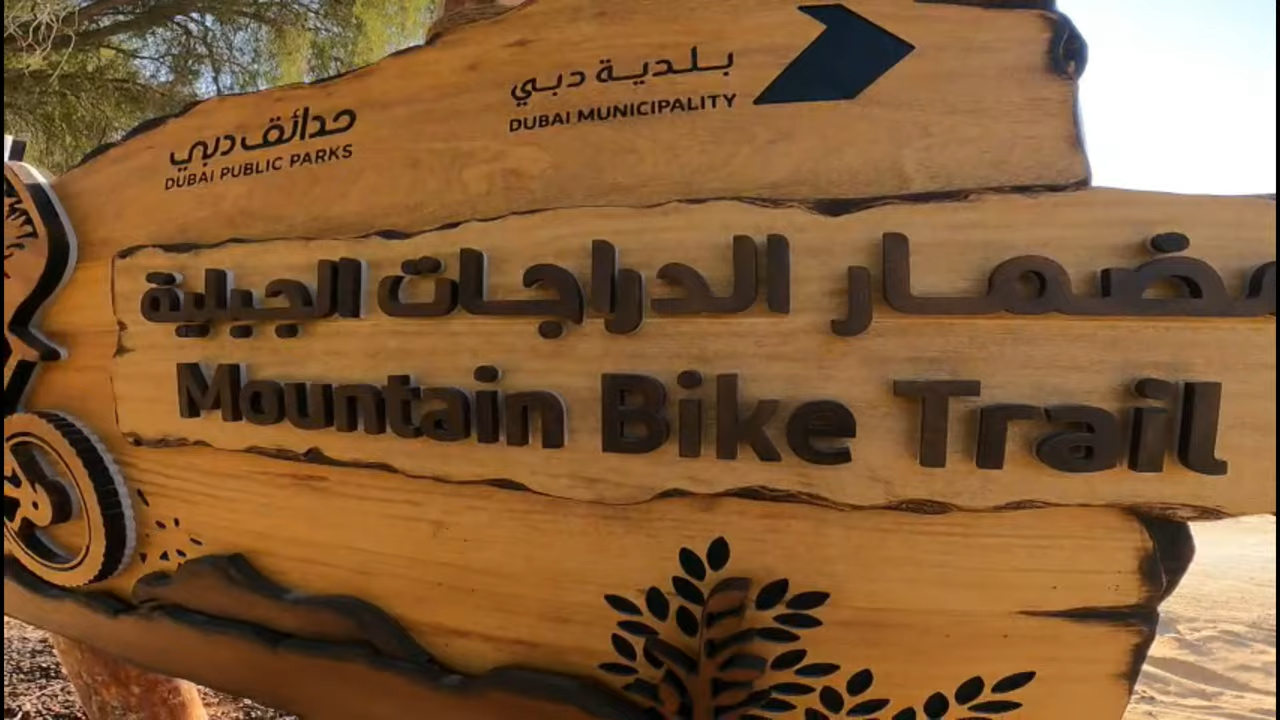 بلدية دبي
DUBAI MUNICIPALITY
حدائق دبي
DUBAI PUBLIC PARKS
مضمار الدراجات الجبلية
Mountain Bike Trail